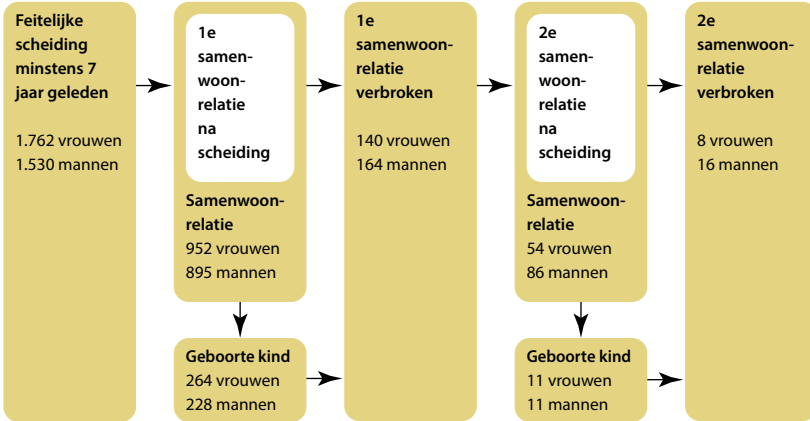 Feitelijke
scheiding
minstens 7
jaar geleden
1.762 vrouwen
1.530 mannen
1e
samen-
woon-
relatie
na
scheiding
Samenwoon-
relatie
952 vrouwen
895 mannen
Geboorte kind
264 vrouwen
228 mannen
1e
samenwoon-
relatie
verbroken
140 vrouwen
164 mannen
2e
samen-
woon-
relatie
na
scheiding
Samenwoon-
relatie
54 vrouwen
86 mannen
Geboorte kind
11 vrouwen
11 mannen
2e
samenwoon-
relatie
verbroken
8 vrouwen
16 mannen